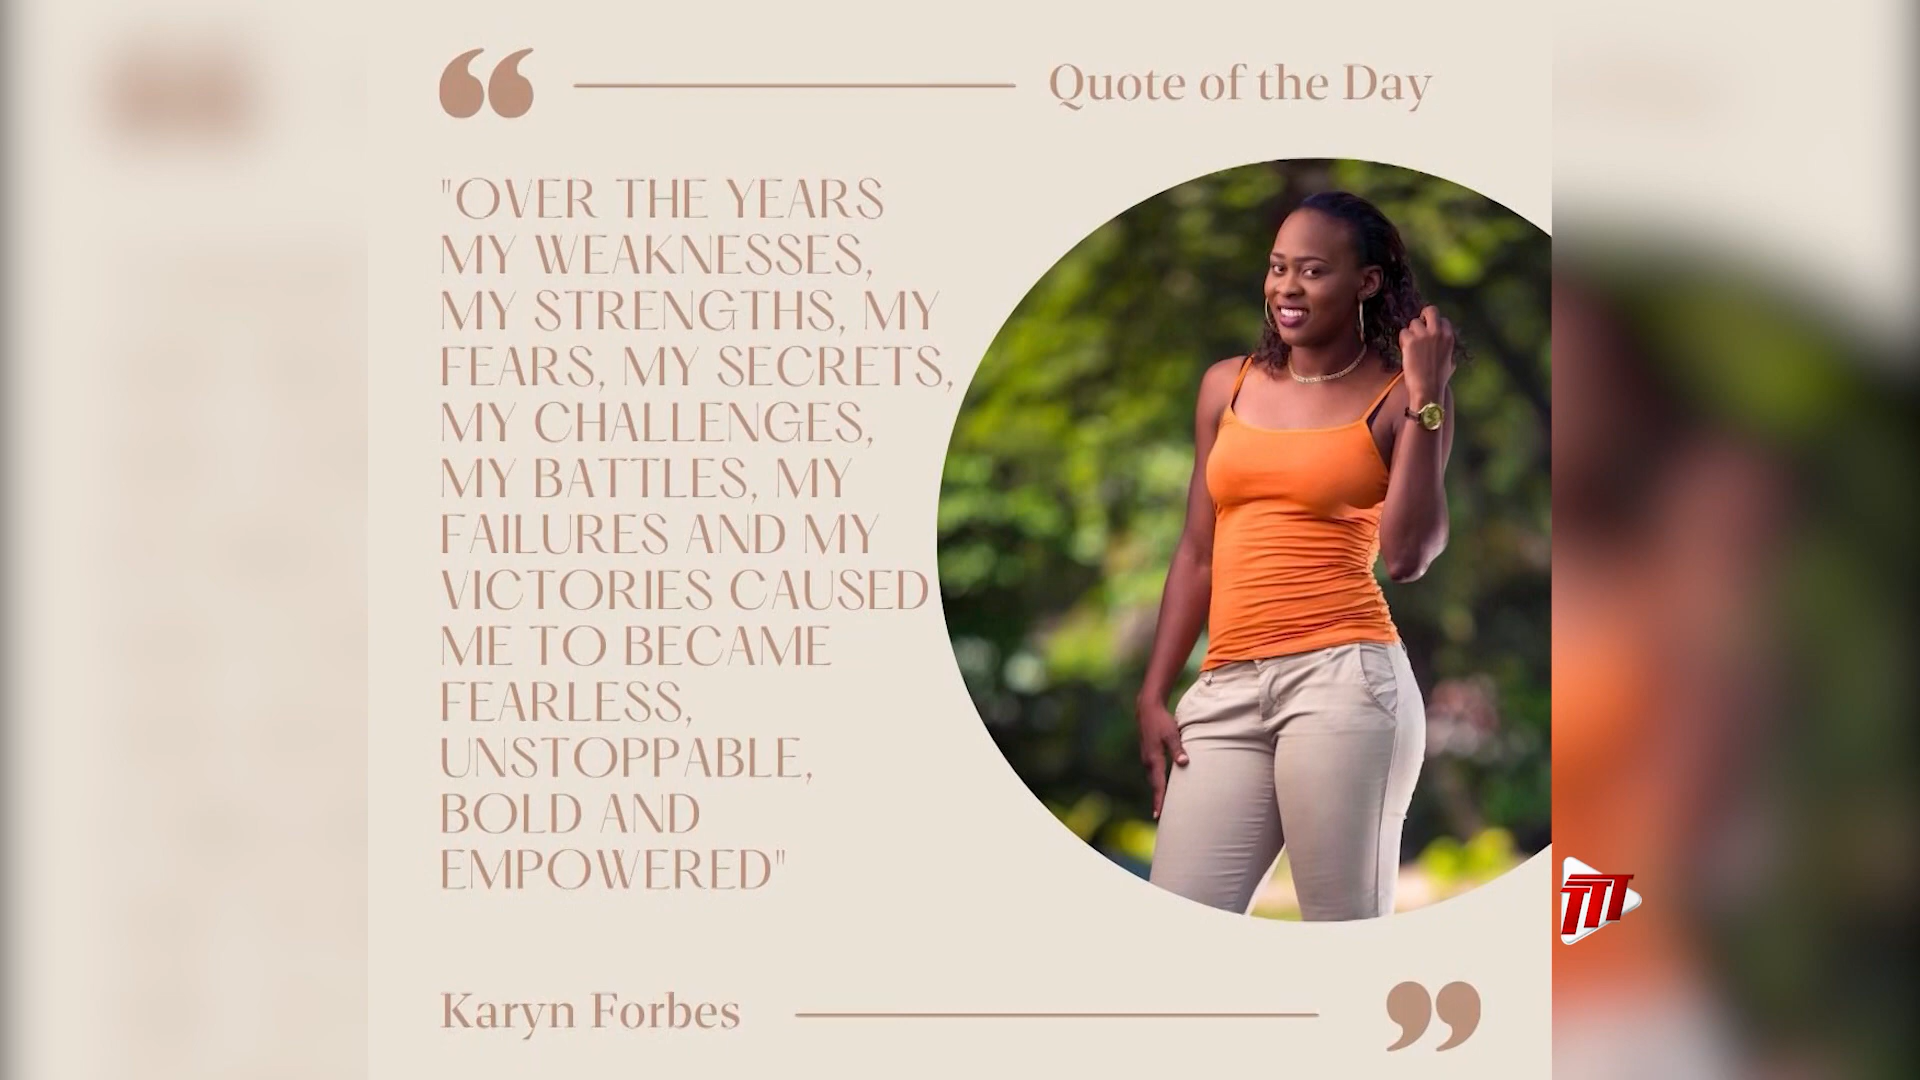 Quote of the Day
"OVER THE YEARS
MY WEAKNESSES,
MY STRENGTHS, MY
FEARS, MY SECRETS,
MY CHALLENGES,
MY BATTLES, MY
FAILURES AND MY
VICTORIES CAUSED
ME TO BECAME
FEARLESS,
UNSTOPPABLE,
BOLD AND
EMPOWERED"
Karyn Forbes
TTT